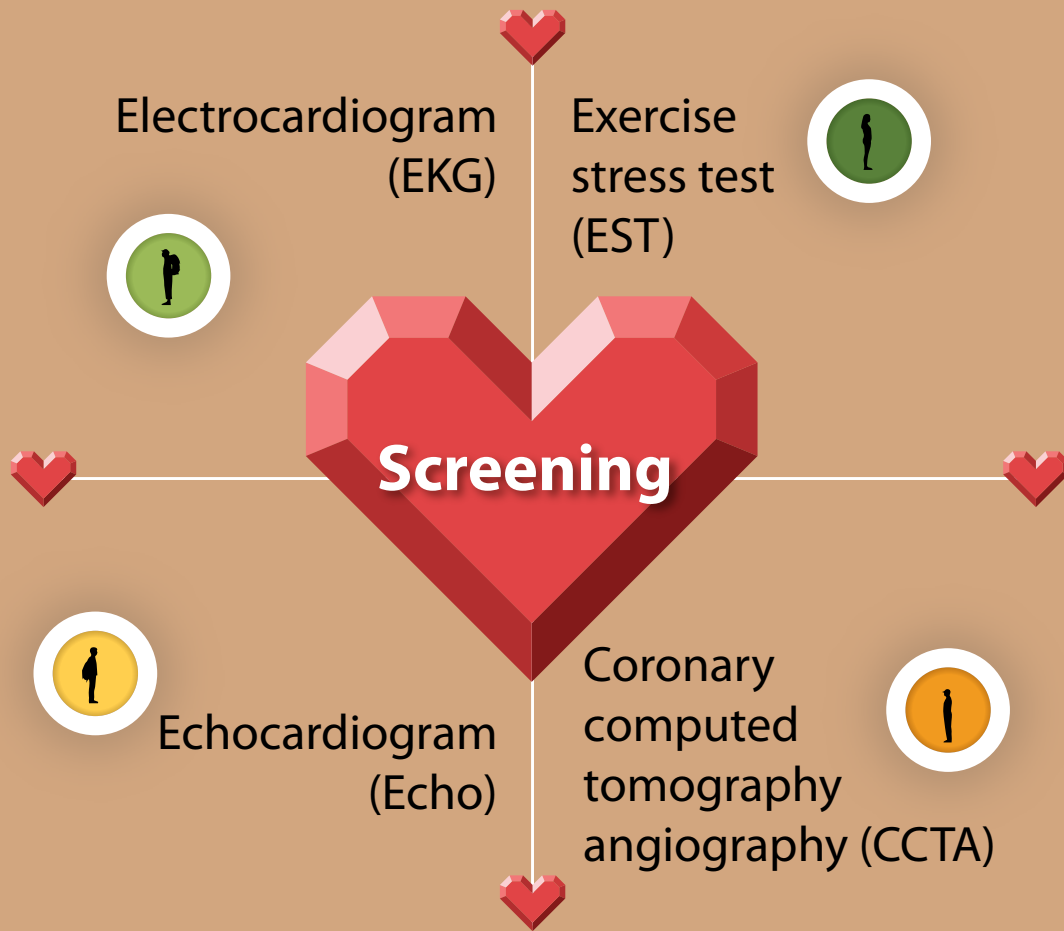 Electrocardiogram
(EKG)
Exercise
stress test
(EST)
Screening
Echocardiogram
(Echo)
Coronary
computed
tomography
angiography (CCTA)